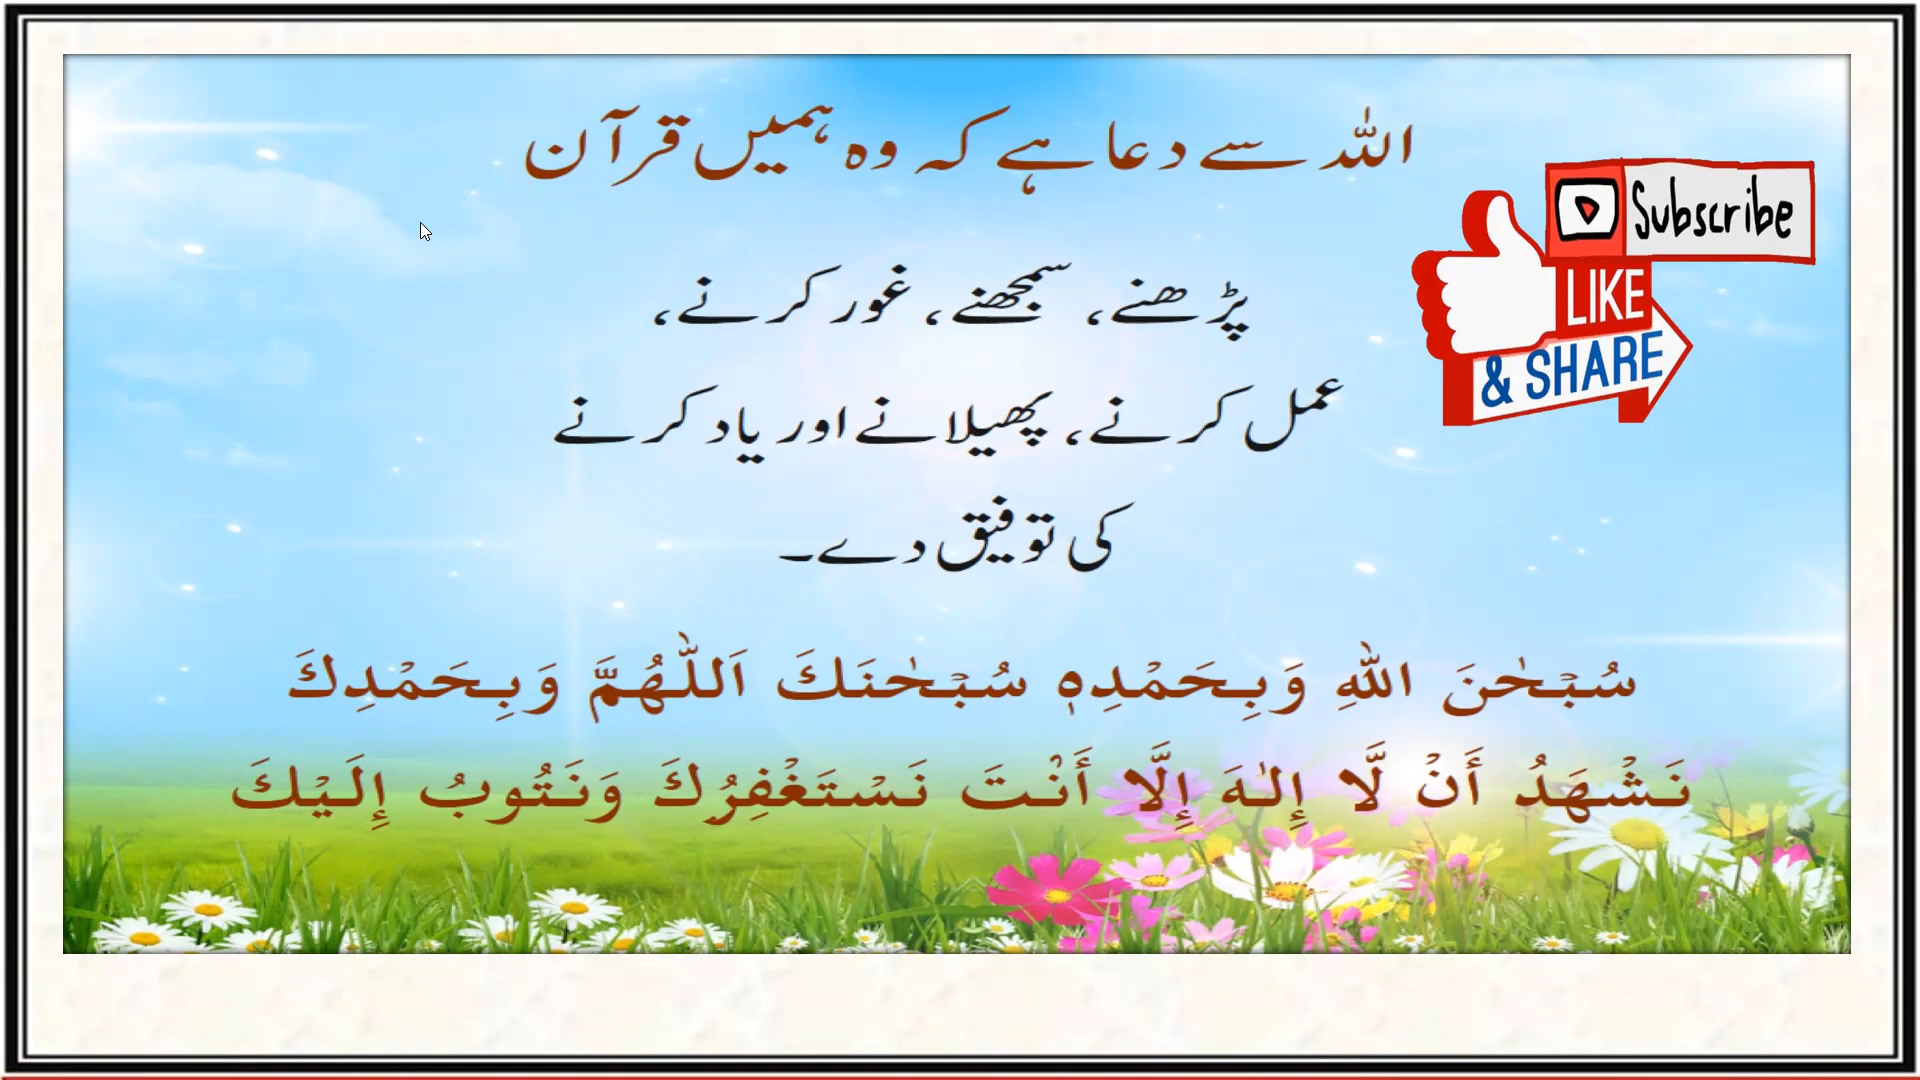 اللہ سے دعا ہے کہ وہ ہمیں قرآن
پڑھنے، سمجھنے، غور کرنے،
عمل کرنے، پھیلانے اور یاد کرنے
کی توفیق دے۔
سُبْحٰنَ اللّٰهِ وَبِحَمْدِهٖ سُبْحٰنَكَ اَللّٰهُمَّ وَبِحَمْدِكَ
نَشْهَدُ أَنْ لَّا إِلٰهَ إِلَّا أَنْتَ نَسْتَغْفِرُكَ وَنَتُوبُ إِلَيْكَ
Subscribe
LIKE
& SHARE